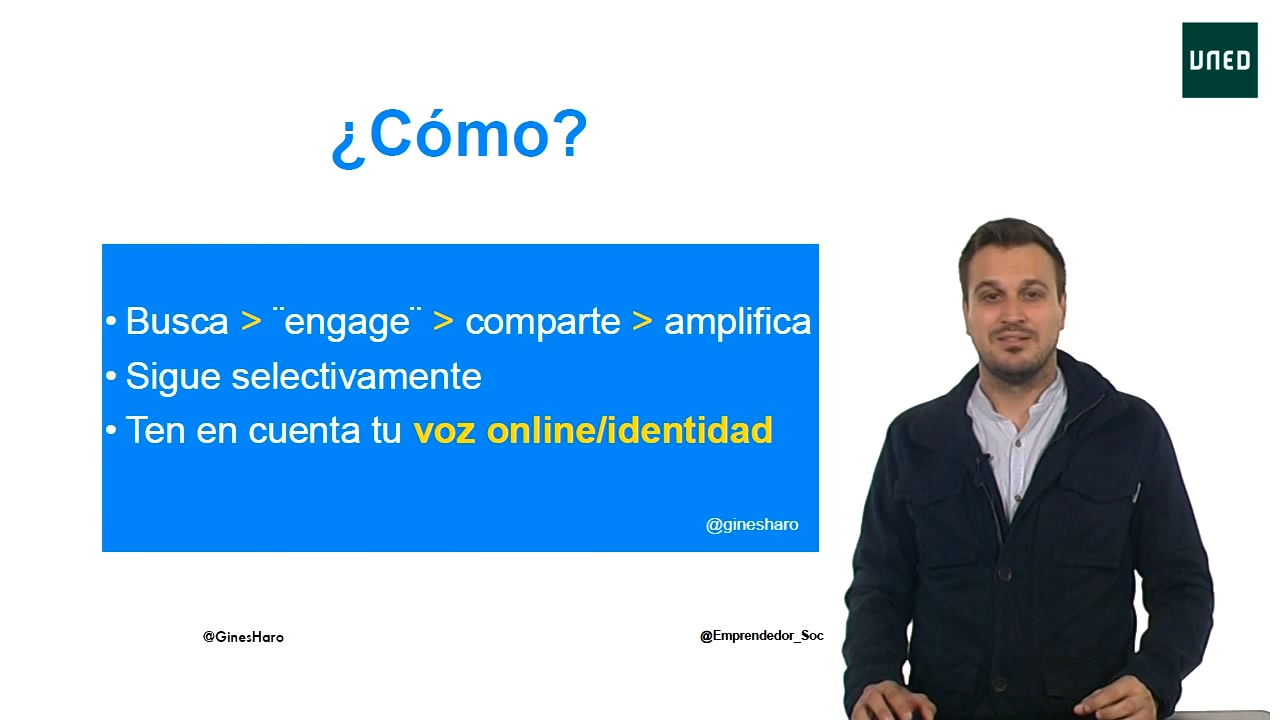 UNED
¿Cómo?
• Busca > ¨engage¨ > comparte > amplifica
• Sigue selectivamente
• Ten en cuenta tu voz online/identidad
@ginesharo
@GinesHaro
@Emprendedor_Soc